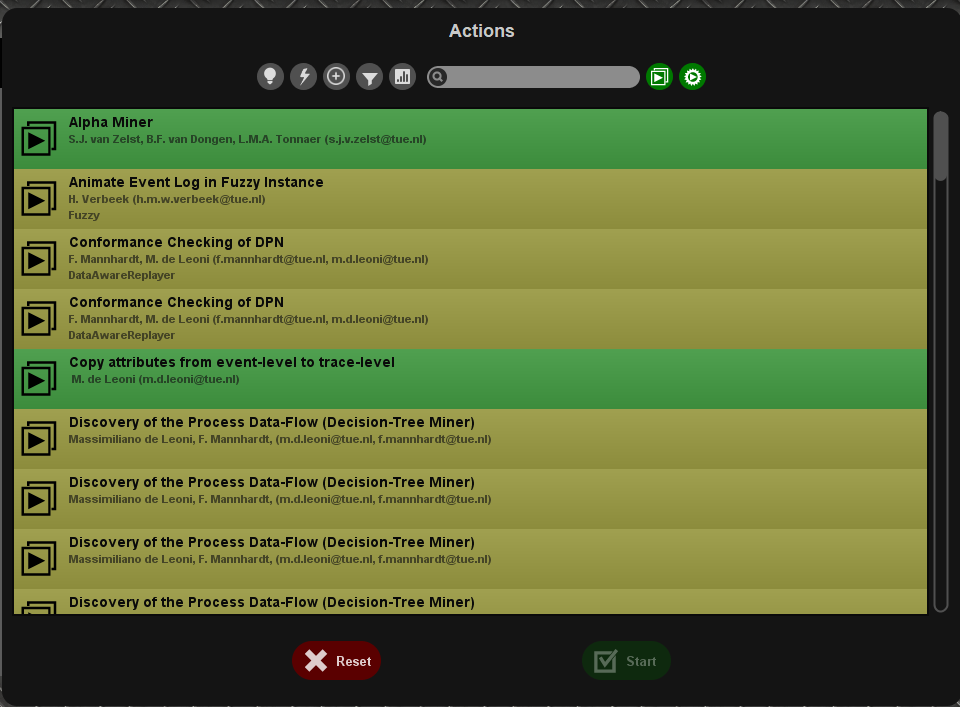 Actions
Alpha Miner
S.J. van Zelst, B.F. van Dongen, L.M.A. Tonnaer (s.j.v.zelst@tue.nl)
Animate Event Log in Fuzzy Instance
H. Verbeek (h.m.w.verbeek@tue.nl)
Fuzzy
Conformance Checking of DPN
F. Mannhardt, M. de Leoni (f.mannhardt@tue.nl, m.d.leoni@tue.nl)
DataAwareReplayer
Conformance Checking of DPN
F. Mannhardt, M. de Leoni (f.mannhardt@tue.nl, m.d.leoni@tue.nl)
DataAwareReplayer
Copy attributes from event-level to trace-level
M. de Leoni (m.d.leoni@tue.nl)
Discovery of the Process Data-Flow (Decision-Tree Miner)
Massimiliano de Leoni, F. Mannhardt, (m.d.leoni@tue.nl, f.mannhardt@tue.nl)
Discovery of the Process Data-Flow (Decision-Tree Miner)
Massimiliano de Leoni, F. Mannhardt, (m.d.leoni@tue.nl, f.mannhardt@tue.nl)
Discovery of the Process Data-Flow (Decision-Tree Miner)
Massimiliano de Leoni, F. Mannhardt, (m.d.leoni@tue.nl, f.mannhardt@tue.nl)
Discovery of the Process Data-Flow (Decision-Tree Miner)
Reset Start